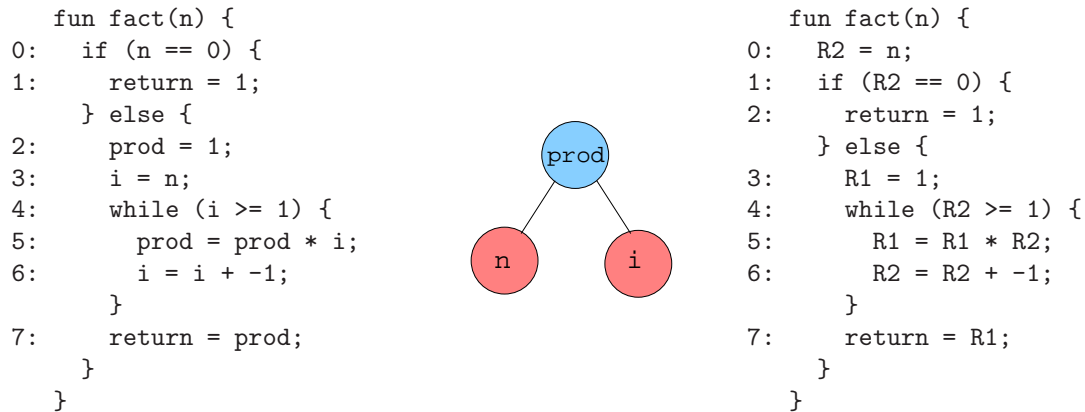 fun fact(n) {
0: if (n == 0) {
1: return = 1;
} else {
2: prod = 1;
3: i = n;
4: while (i >= 1) {
5: prod = prod * i;
6: i = i + -1;
}
7: return = prod;
}
}
prod
n
i
fun fact(n) {
0: R2 = n;
1: if (R2 == 0) {
2: return = 1;
} else {
3: R1 = 1;
4: while (R2 >= 1) {
5: R1 = R1 * R2;
6: R2 = R2 + -1;
}
7: return = R1;
}
}